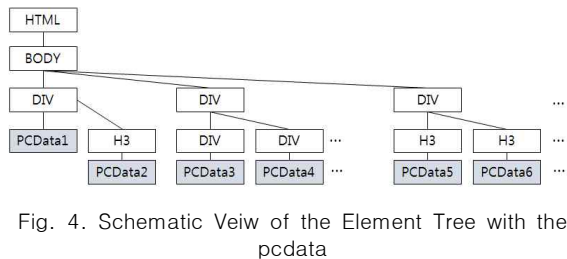 HTML
BODY
DIV DIV DIV ...
PCData1 H3 DIV DIV ... H3 H3 ...
PCData2 PCData3 PCData4 ... PCData5 PCData6 ...
Fig. 4. Schematic Veiw of the Element Tree with the
pcdata